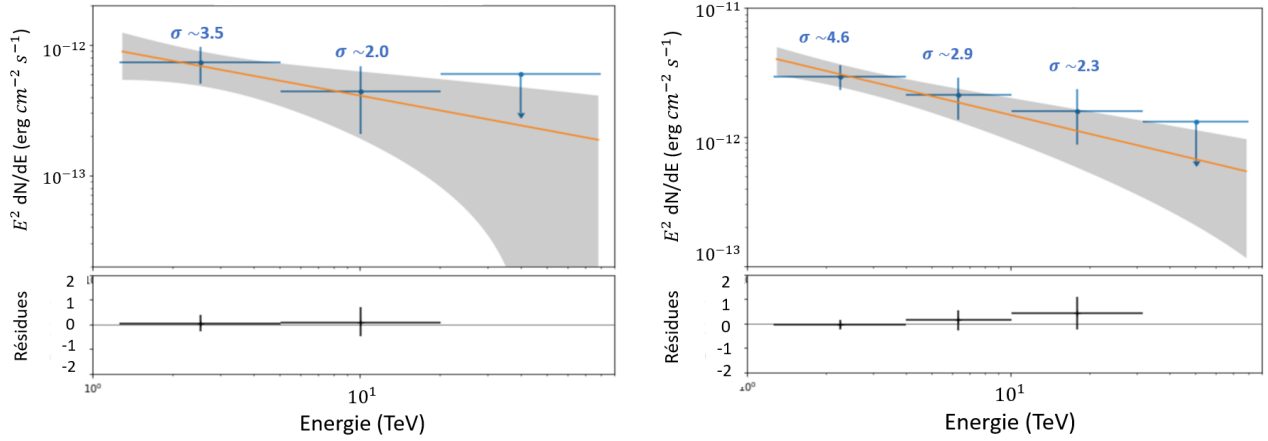 E² dN/dE (erg cm⁻² s⁻¹)
10⁻¹²
10⁻¹³
σ ~3.5
σ ~2.0
Résidues
2
1
0
-1
-2
10⁰
10¹
Energie (TeV)
E² dN/dE (erg cm⁻² s⁻¹)
10⁻¹¹
10⁻¹²
10⁻¹³
σ ~4.6
σ ~2.9
σ ~2.3
Résidues
2
1
0
-1
-2
10⁰
10¹
Energie (TeV)